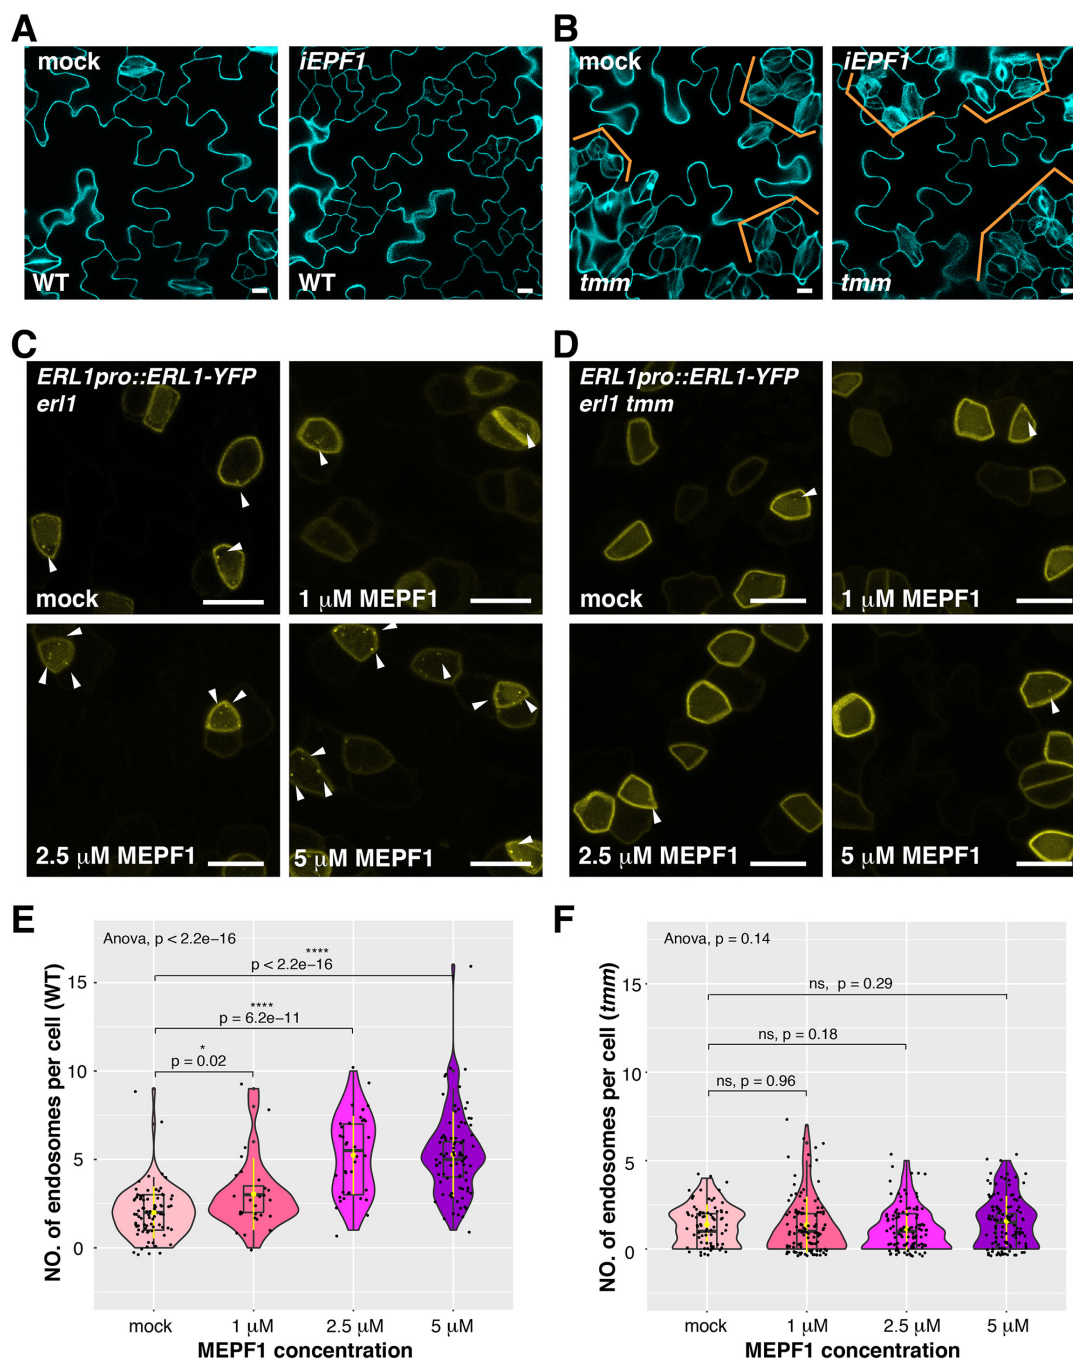 A
B
mock
iEPF1
mock
iEPF1
WT
WT
tmm
tmm
C
D
ERL1pro::ERL1-YFP
erl1
ERL1pro::ERL1-YFP
erl1 tmm
mock
1 μM MEPF1
mock
1 μM MEPF1
2.5 μM MEPF1
5 μM MEPF1
2.5 μM MEPF1
5 μM MEPF1
E
Anova, p < 2.2e−16
****
p < 2.2e−16
****
p = 6.2e−11
*
p = 0.02
NO. of endosomes per cell (WT)
15
10
5
0
mock
1 μM
2.5 μM
5 μM
MEPF1 concentration
F
Anova, p = 0.14
ns, p = 0.29
ns, p = 0.18
ns, p = 0.96
NO. of endosomes per cell (tmm)
15
10
5
0
mock
1 μM
2.5 μM
5 μM
MEPF1 concentration